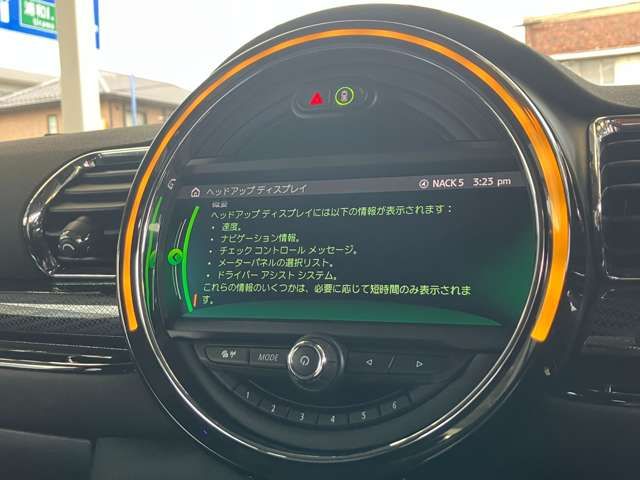 ヘッドアップ ディスプレイ
NACK 5 3:23 pm
概要
ヘッドアップ ディスプレイには以下の情報が表示されます：
• 速度。
• ナビゲーション情報。
• チェック コントロール メッセージ。
• メーターパネルの選択リスト。
• ドライバー アシスト システム。
これらの情報のいくつかは、必要に応じて短時間のみ表示されま
す。
MODE
1 2 3 4 5 6